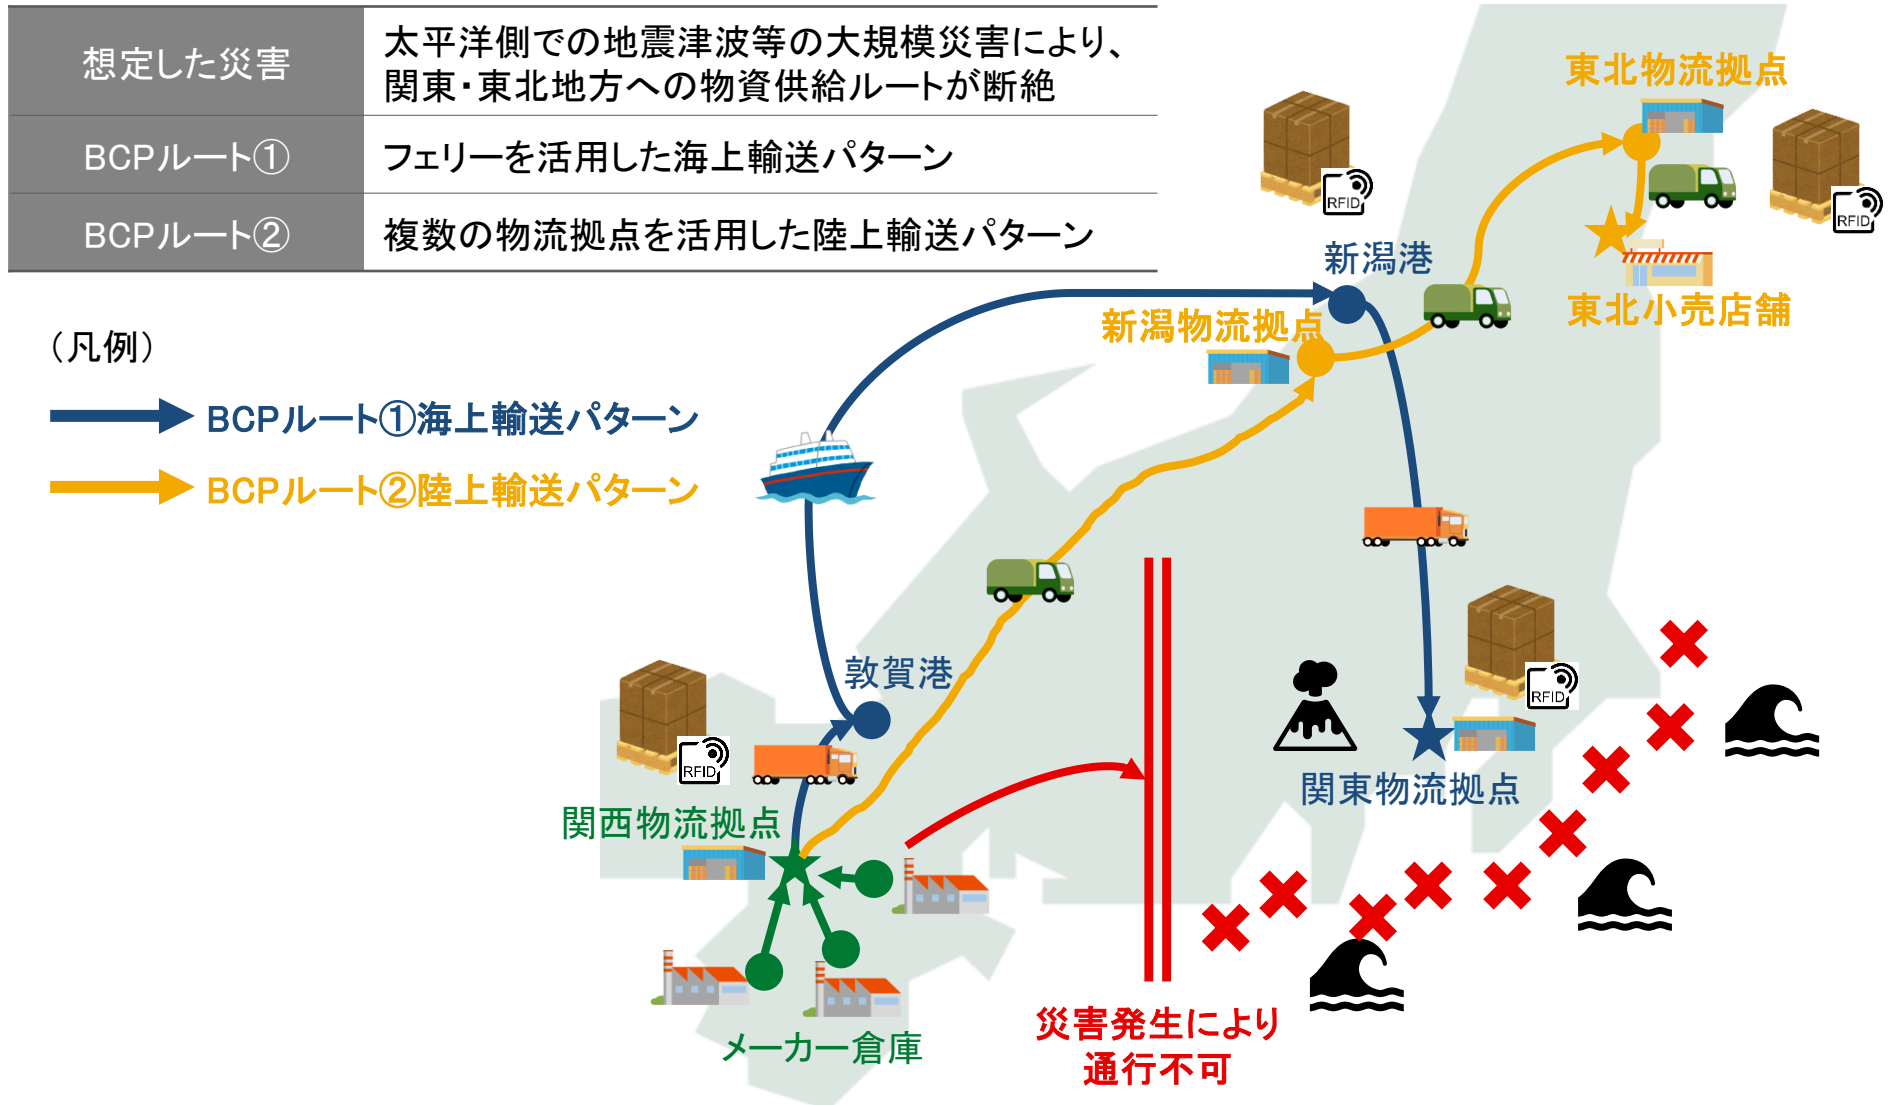 想定した災害
太平洋側での地震津波等の大規模災害により、
関東・東北地方への物資供給ルートが断絶
BCPルート①
フェリーを活用した海上輸送パターン
BCPルート②
複数の物流拠点を活用した陸上輸送パターン
(凡例)
BCPルート①海上輸送パターン
BCPルート②陸上輸送パターン
東北物流拠点
RFID
RFID
新潟港
東北小売店舗
新潟物流拠点
敦賀港
RFID
RFID
関東物流拠点
関西物流拠点
メーカー倉庫
災害発生により
通行不可